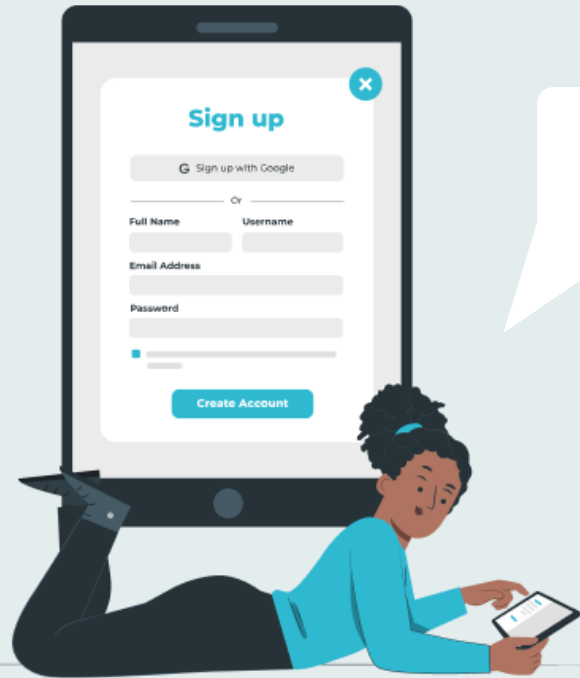 Sign up
G Sign up with Google
Or
Full Name Username
Email Address
Password
Create Account